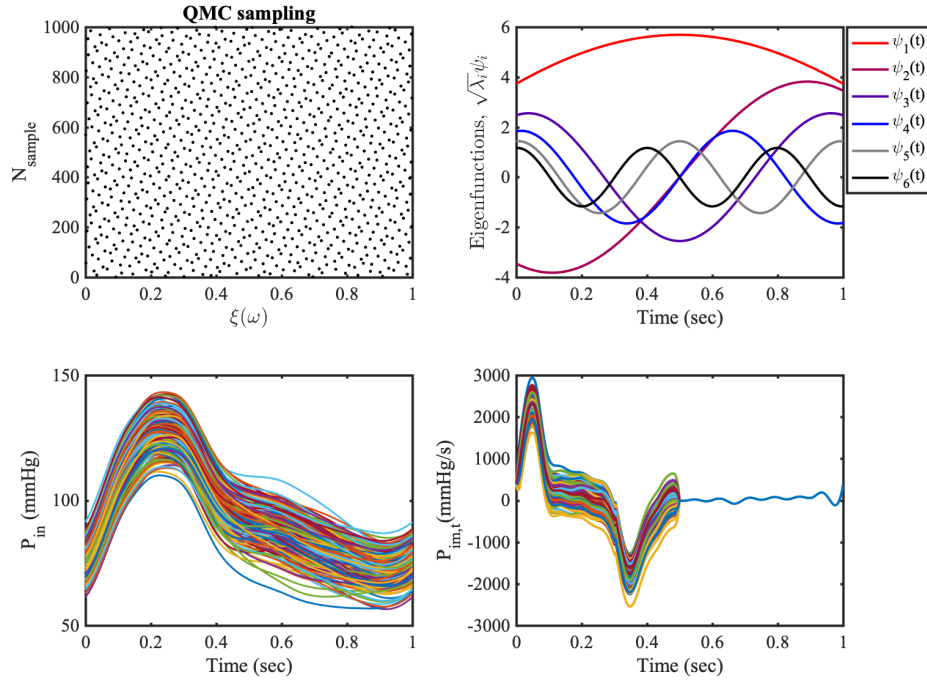 QMC sampling
1000
800
600
400
200
0
N_sample
0 0.2 0.4 0.6 0.8 1
ξ(ω)
6
4
2
0
-2
-4
Eigenfunctions, √λ_i ψ_i
0 0.2 0.4 0.6 0.8 1
Time (sec)
ψ_1(t)
ψ_2(t)
ψ_3(t)
ψ_4(t)
ψ_5(t)
ψ_6(t)
150
100
50
P_in (mmHg)
0 0.2 0.4 0.6 0.8 1
Time (sec)
3000
2000
1000
0
-1000
-2000
-3000
P_im,t(mmHg/s)
0 0.2 0.4 0.6 0.8 1
Time (sec)